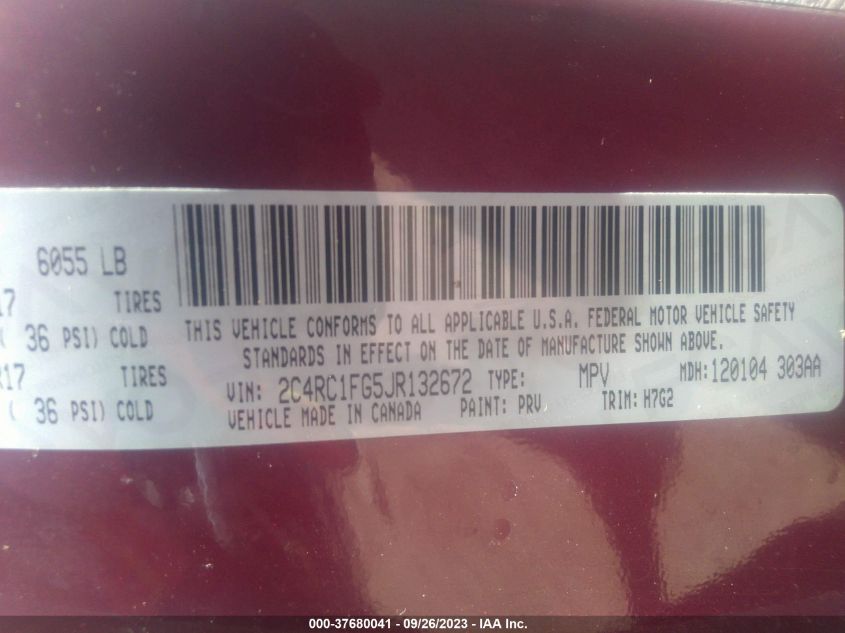 6055 LB
17 TIRES
( 36 PSI) COLD
R17 TIRES
( 36 PSI) COLD
THIS VEHICLE CONFORMS TO ALL APPLICABLE U.S.A. FEDERAL MOTOR VEHICLE SAFETY
STANDARDS IN EFFECT ON THE DATE OF MANUFACTURE SHOWN ABOVE.
VIN: 2C4RC1FG5JR132672 TYPE: MPV MDH: 120104 303AA
VEHICLE MADE IN CANADA PAINT: PRV TRIM: H7G2
000-37680041 - 09/26/2023 - IAA Inc.